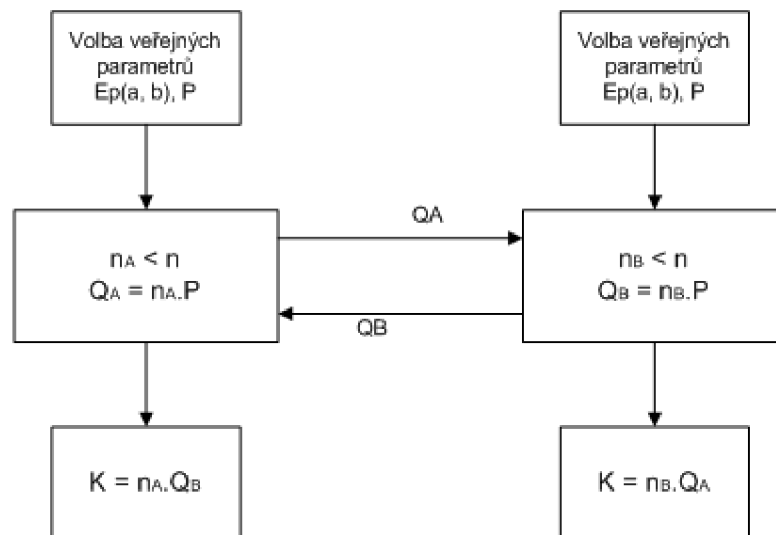 Volba veřejných
parametrů
Ep(a, b), P
Volba veřejných
parametrů
Ep(a, b), P
nA < n
QA = nA.P
QA
QB
nB < n
QB = nB.P
K = nA.QB
K = nB.QA